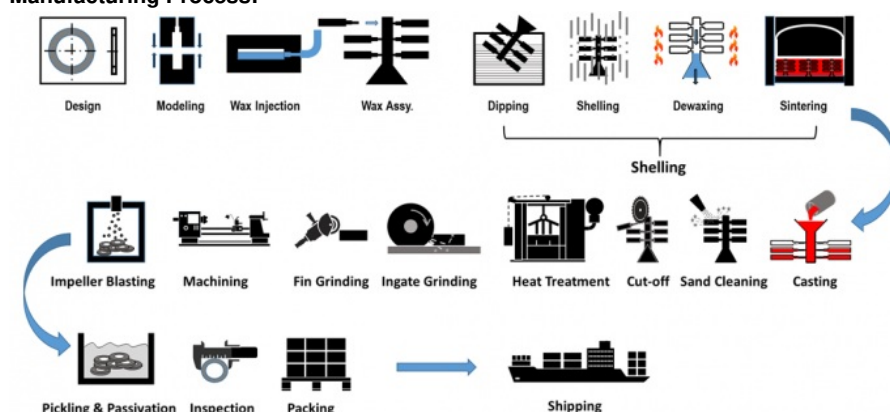 Manufacturing Process:
Design Modeling Wax Injection Wax Assy. Dipping Shelling Dewaxing Sintering
Shelling
Impeller Blasting Machining Fin Grinding Ingate Grinding Heat Treatment Cut-off Sand Cleaning Casting
Pickling & Passivation Inspection Packing Shipping